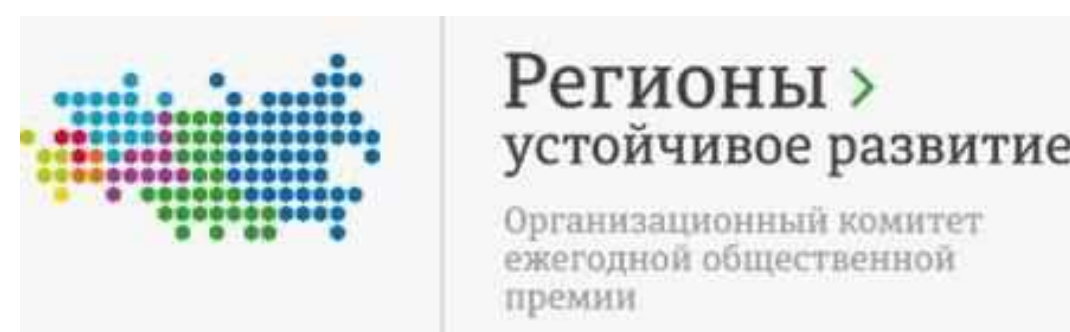 Регионы >
устойчивое развитие
Организационный комитет
ежегодной общественной
премии